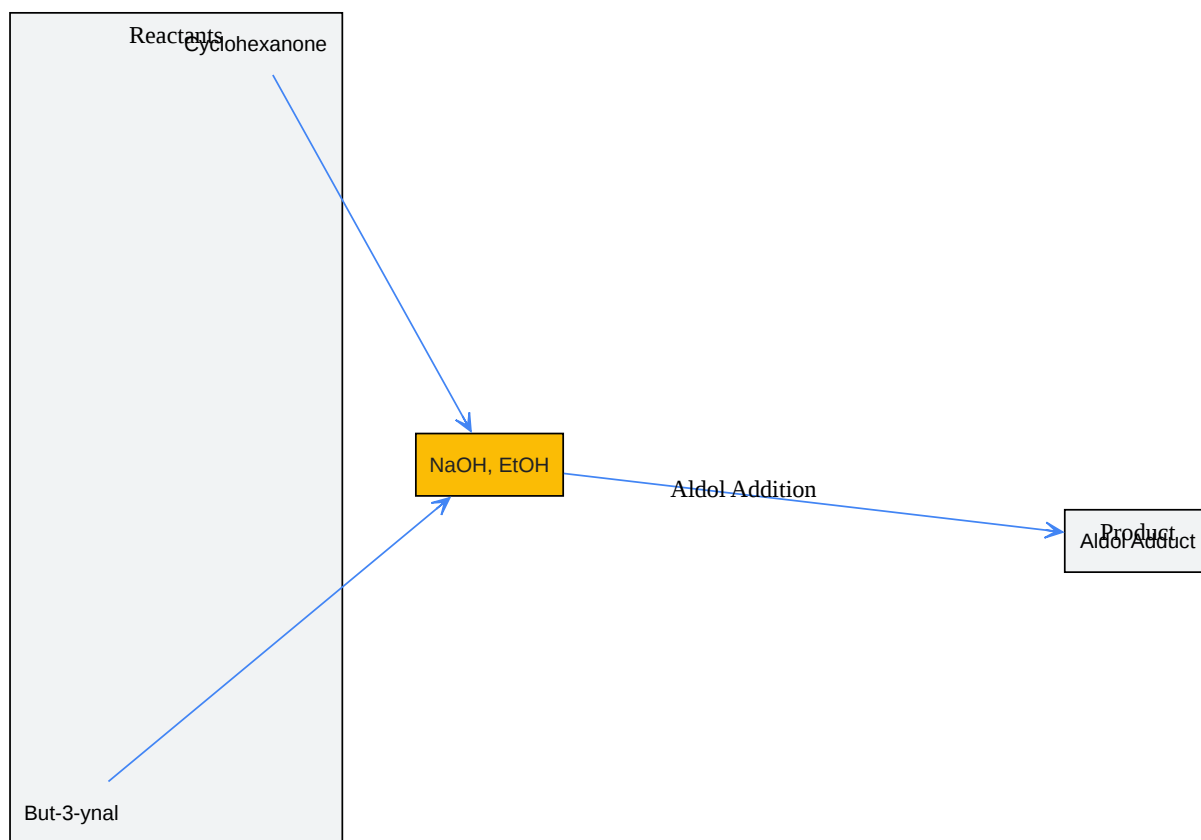 Reactants
Cyclohexanone
NaOH, EtOH
Aldol Addition
Product
Aldol Adduct
But-3-ynal